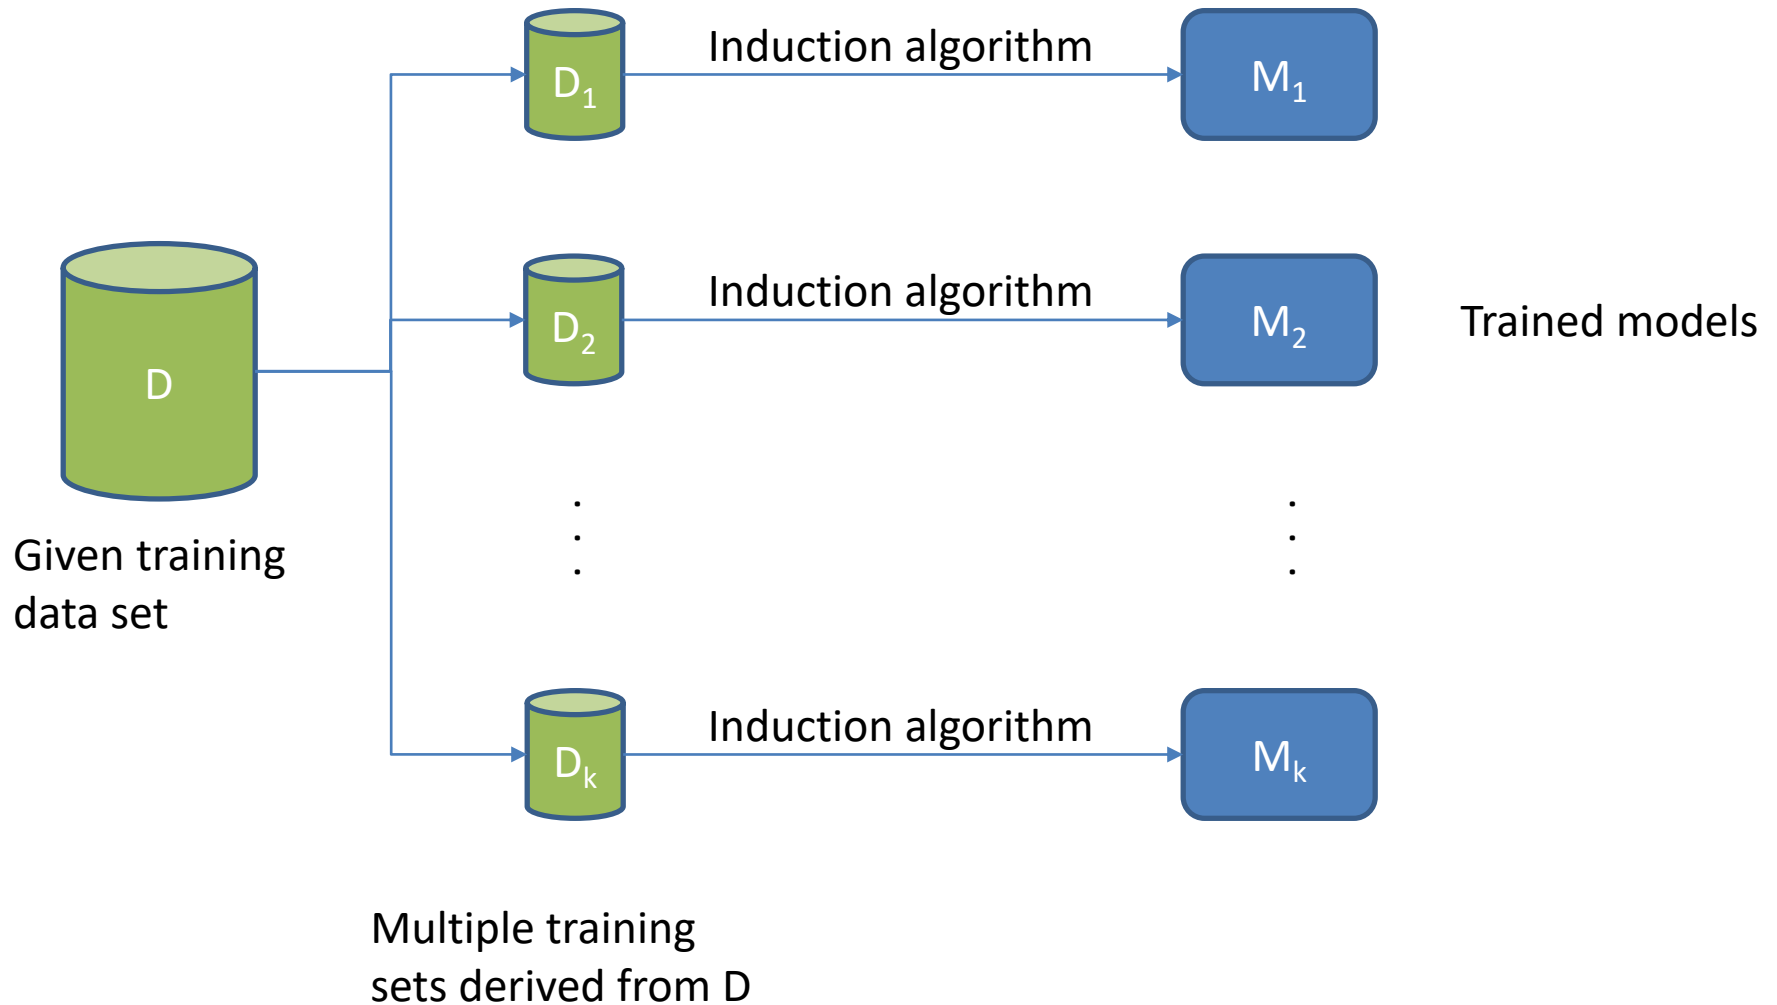 Induction algorithm
D₁
M₁
Induction algorithm
D₂
M₂
Trained models
D
.
.
.
.
.
.
Given training
data set
Induction algorithm
Dₖ
Mₖ
Multiple training
sets derived from D